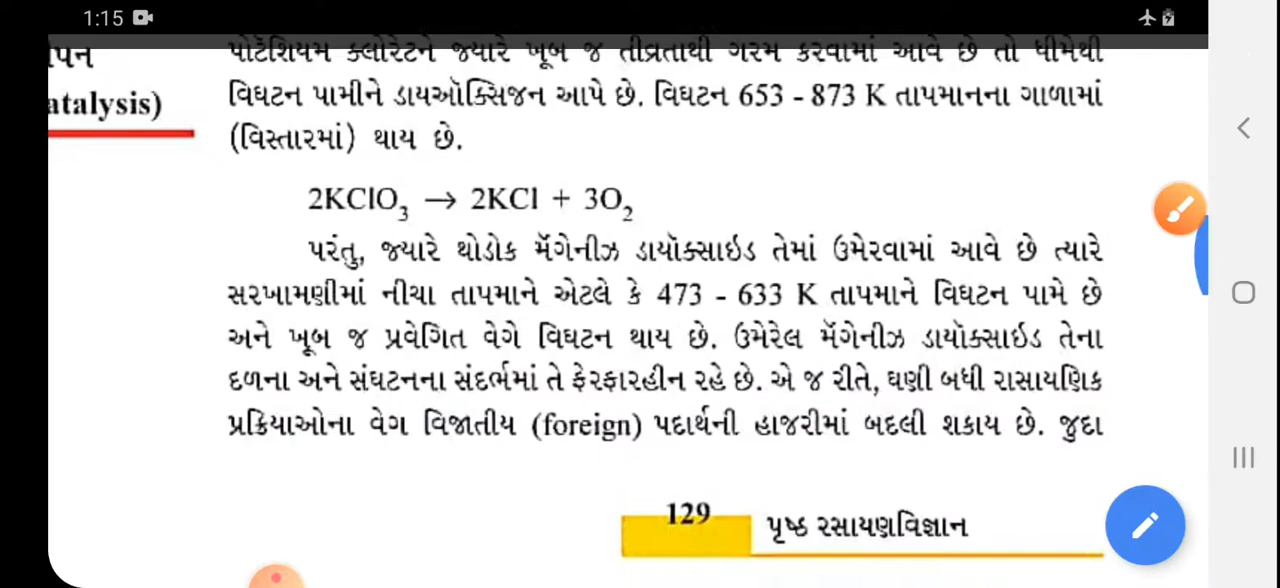 1:15
પોટૅશિયમ ક્લોરેટને જ્યારે ખૂબ જ તીવ્રતાથી ગરમ કરવામાં આવે છે તો ધીમેથી
પન
વિઘટન પામીને ડાયઑક્સિજન આપે છે. વિઘટન 653 - 873 K તાપમાનના ગાળામાં
atalysis)
(વિસ્તારમાં) થાય છે.
2KClO₃ → 2KCl + 3O₂
પરંતુ, જ્યારે થોડોક મૅંગેનીઝ ડાયૉક્સાઇડ તેમાં ઉમેરવામાં આવે છે ત્યારે
સરખામણીમાં નીચા તાપમાને એટલે કે 473 - 633 K તાપમાને વિઘટન પામે છે
અને ખૂબ જ પ્રવેગિત વેગે વિઘટન થાય છે. ઉમેરેલ મૅંગેનીઝ ડાયૉક્સાઇડ તેના
દળના અને સંઘટનના સંદર્ભમાં તે ફેરફારહીન રહે છે. એ જ રીતે, ઘણી બધી રાસાયણિક
પ્રક્રિયાઓના વેગ વિજાતીય (foreign) પદાર્થની હાજરીમાં બદલી શકાય છે. જુદા
129
પૃષ્ઠ રસાયણવિજ્ઞાન